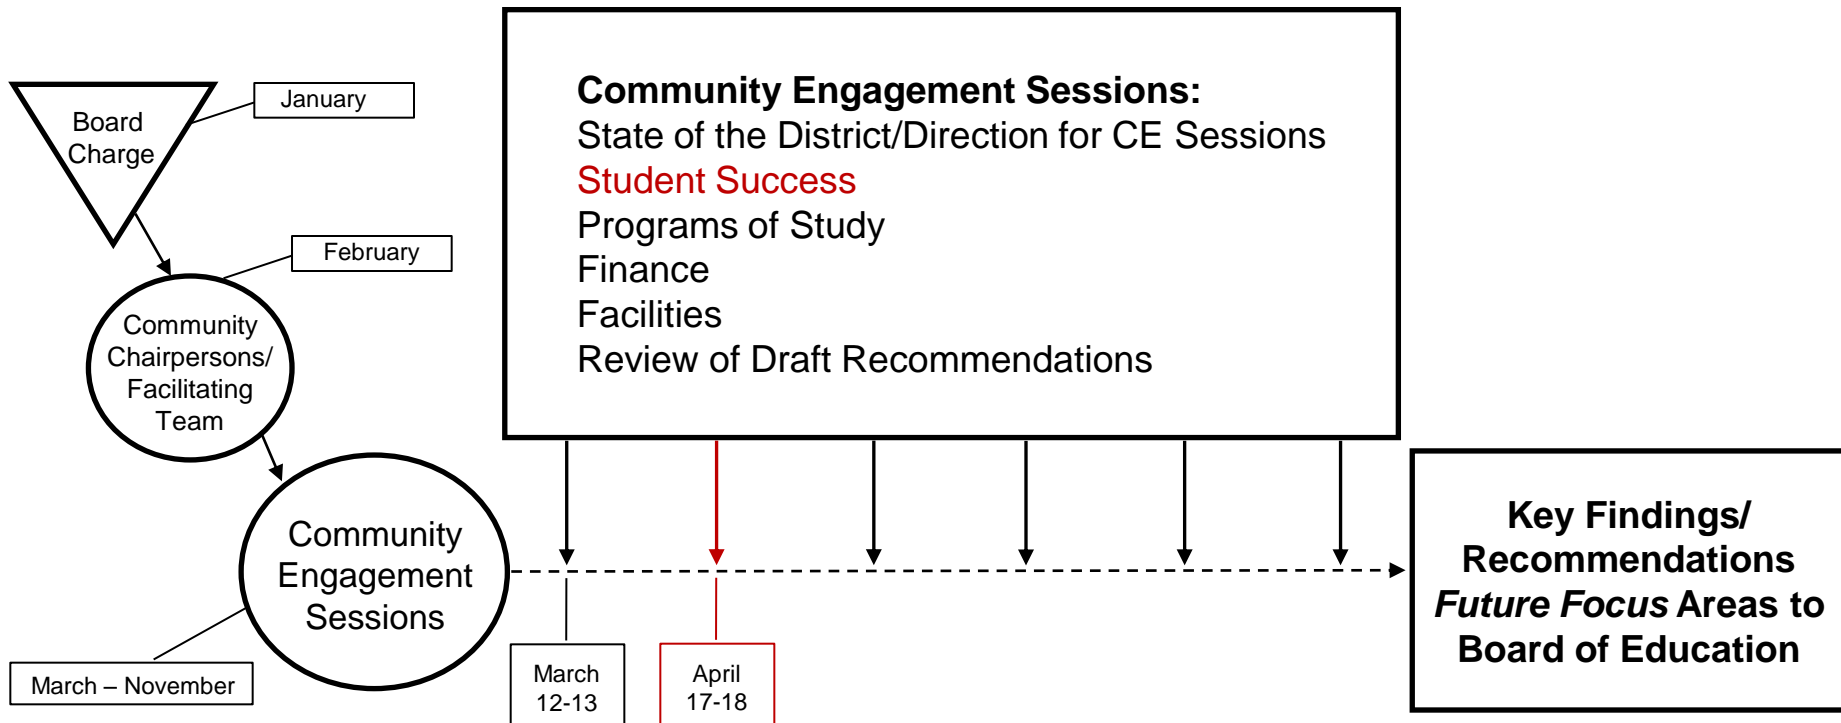 Board
Charge
January
February
Community
Chairpersons/
Facilitating
Team
Community
Engagement
Sessions
March – November
Community Engagement Sessions:
State of the District/Direction for CE Sessions
Student Success
Programs of Study
Finance
Facilities
Review of Draft Recommendations
March
12-13
April
17-18
Key Findings/
Recommendations
Future Focus Areas to
Board of Education